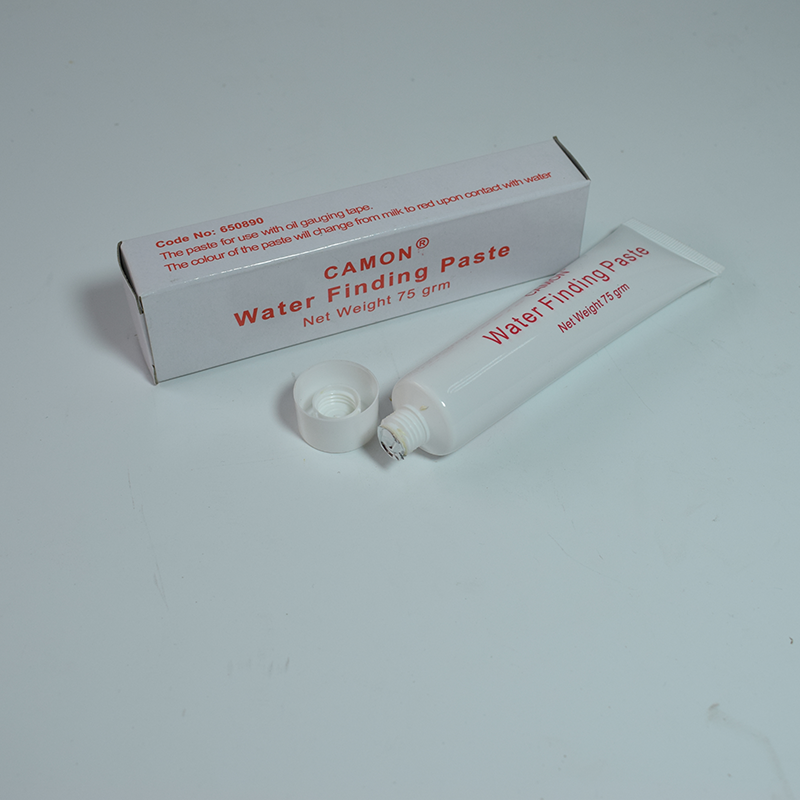 Code No: 650890
The paste for use with oil gauging tape.
The colour of the paste will change from milk to red upon contact with water
CAMON®
Water Finding Paste
Net Weight 75 grm
CAMON
Water Finding Paste
Net Weight 75 grm